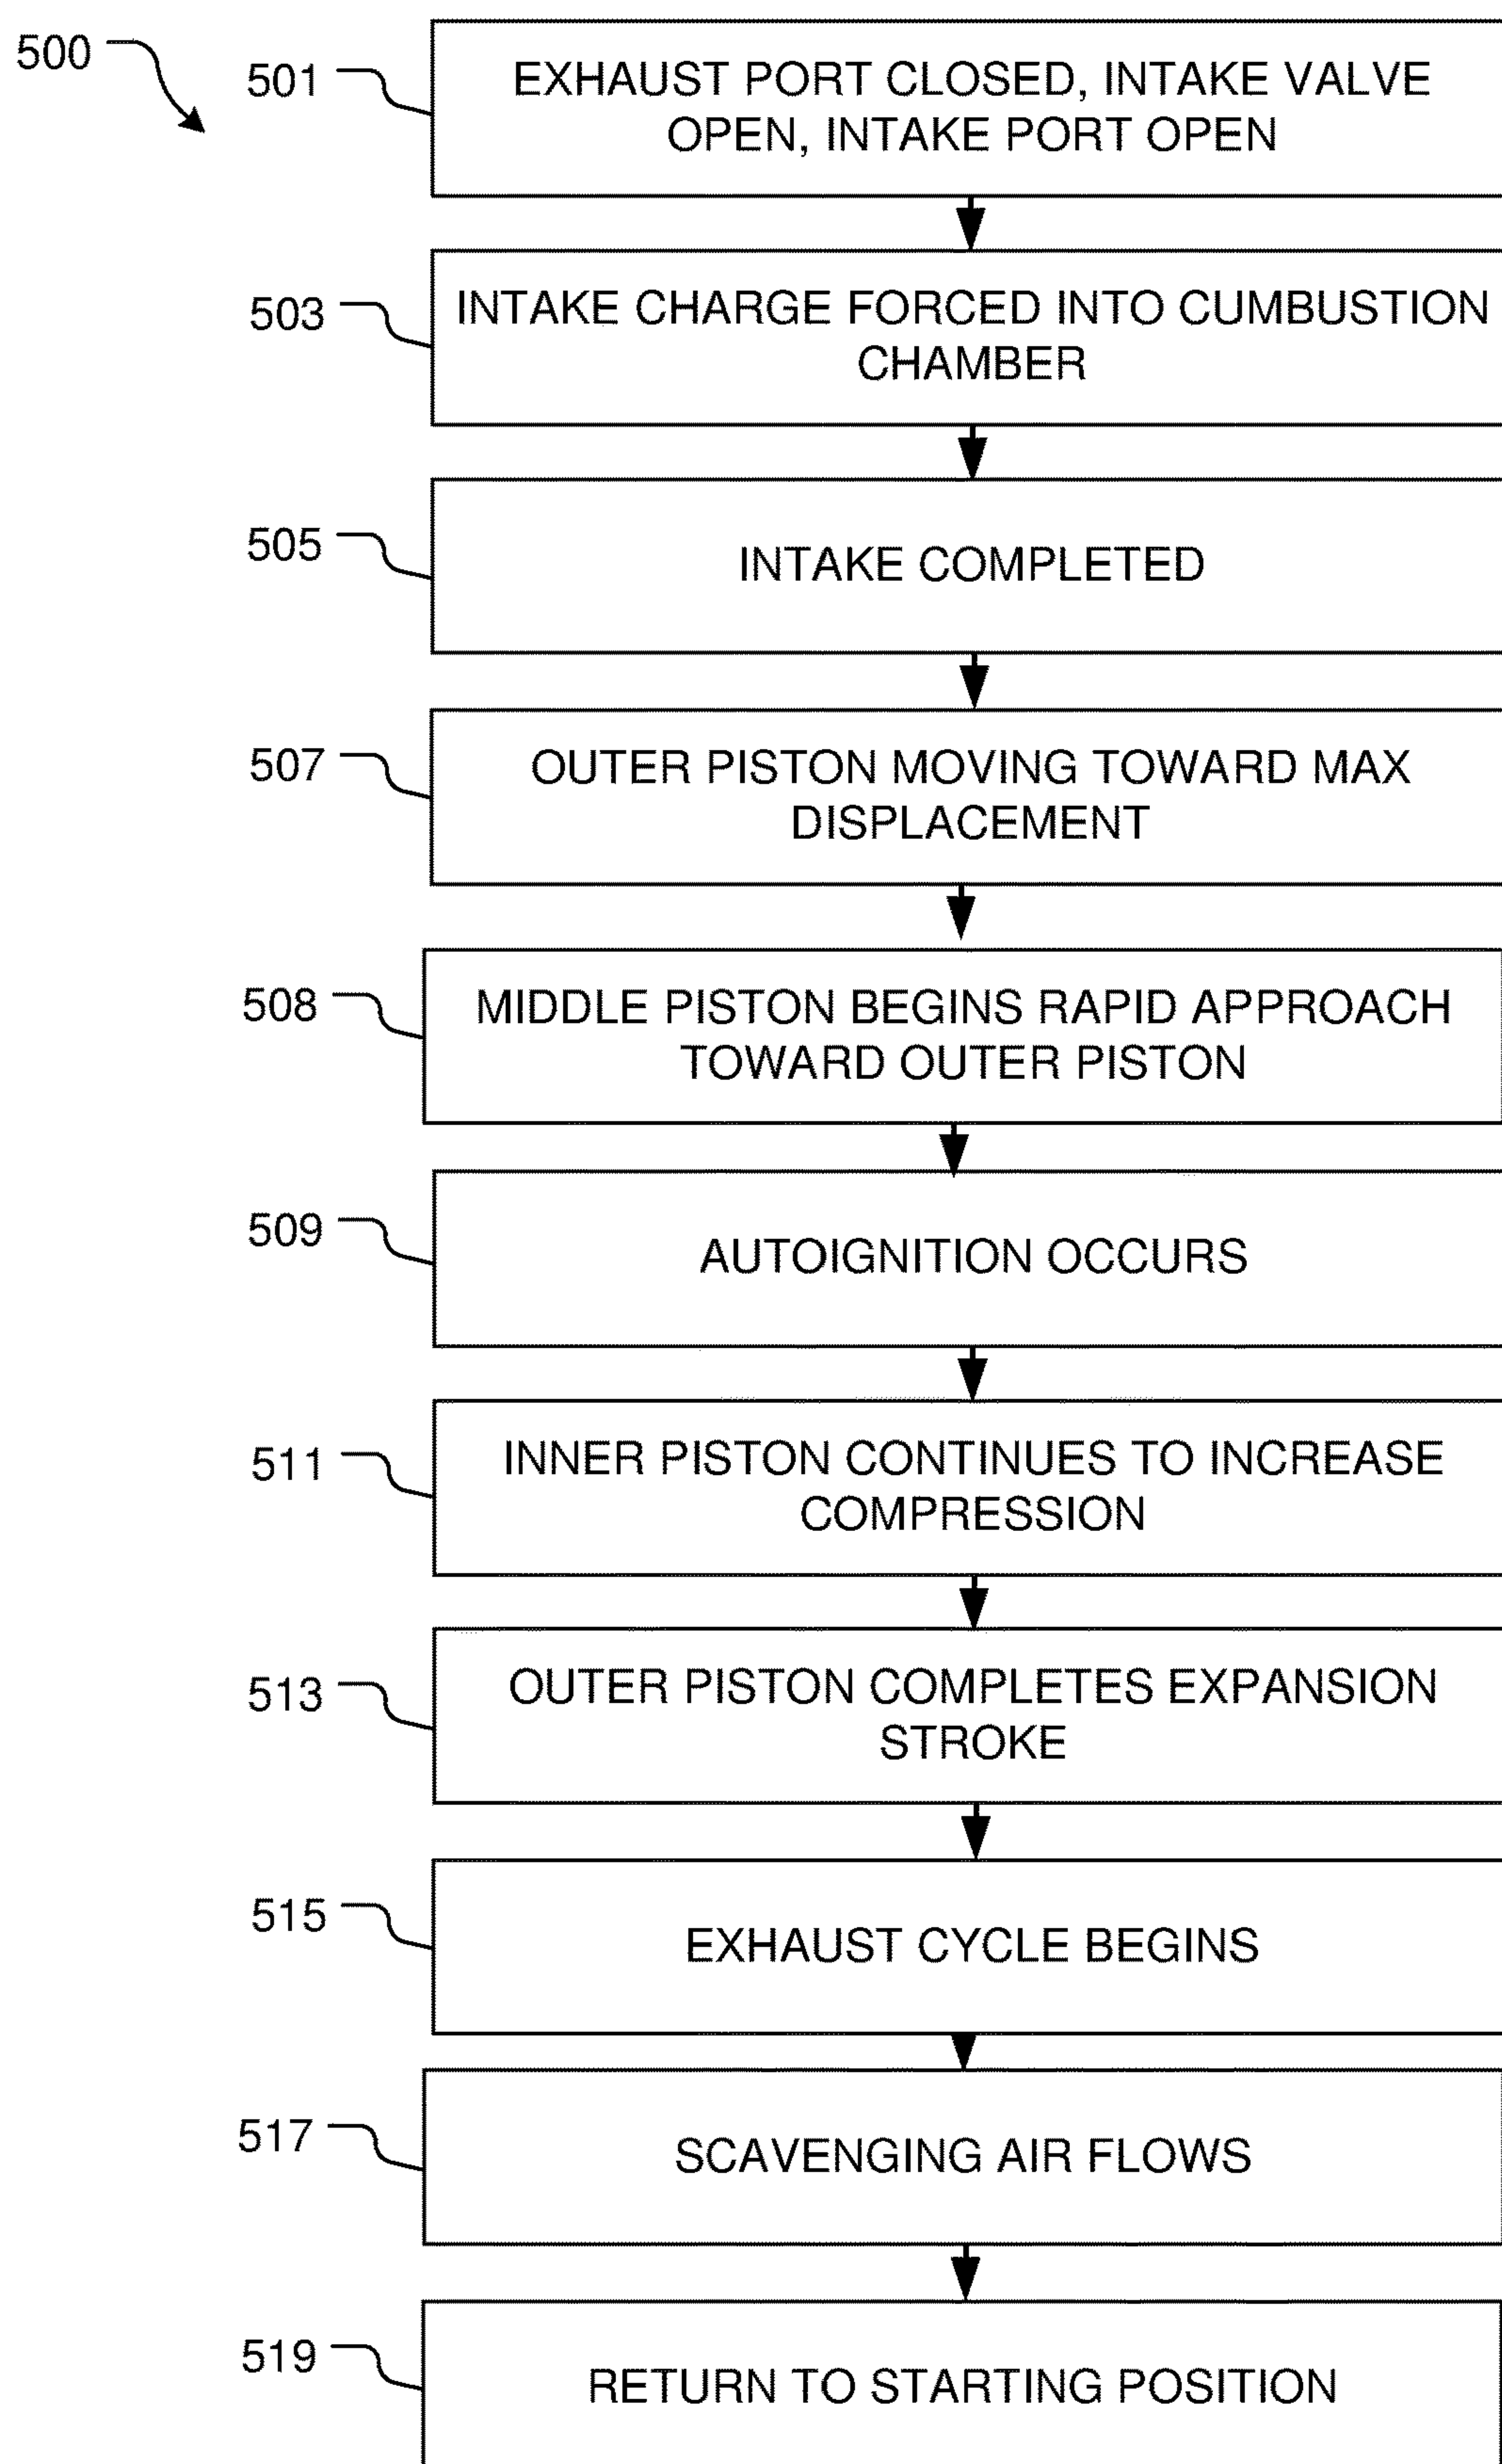 500
501
EXHAUST PORT CLOSED, INTAKE VALVE
OPEN, INTAKE PORT OPEN
503
INTAKE CHARGE FORCED INTO CUMBUSTION
CHAMBER
505
INTAKE COMPLETED
507
OUTER PISTON MOVING TOWARD MAX
DISPLACEMENT
508
MIDDLE PISTON BEGINS RAPID APPROACH
TOWARD OUTER PISTON
509
AUTOIGNITION OCCURS
511
INNER PISTON CONTINUES TO INCREASE
COMPRESSION
513
OUTER PISTON COMPLETES EXPANSION
STROKE
515
EXHAUST CYCLE BEGINS
517
SCAVENGING AIR FLOWS
519
RETURN TO STARTING POSITION